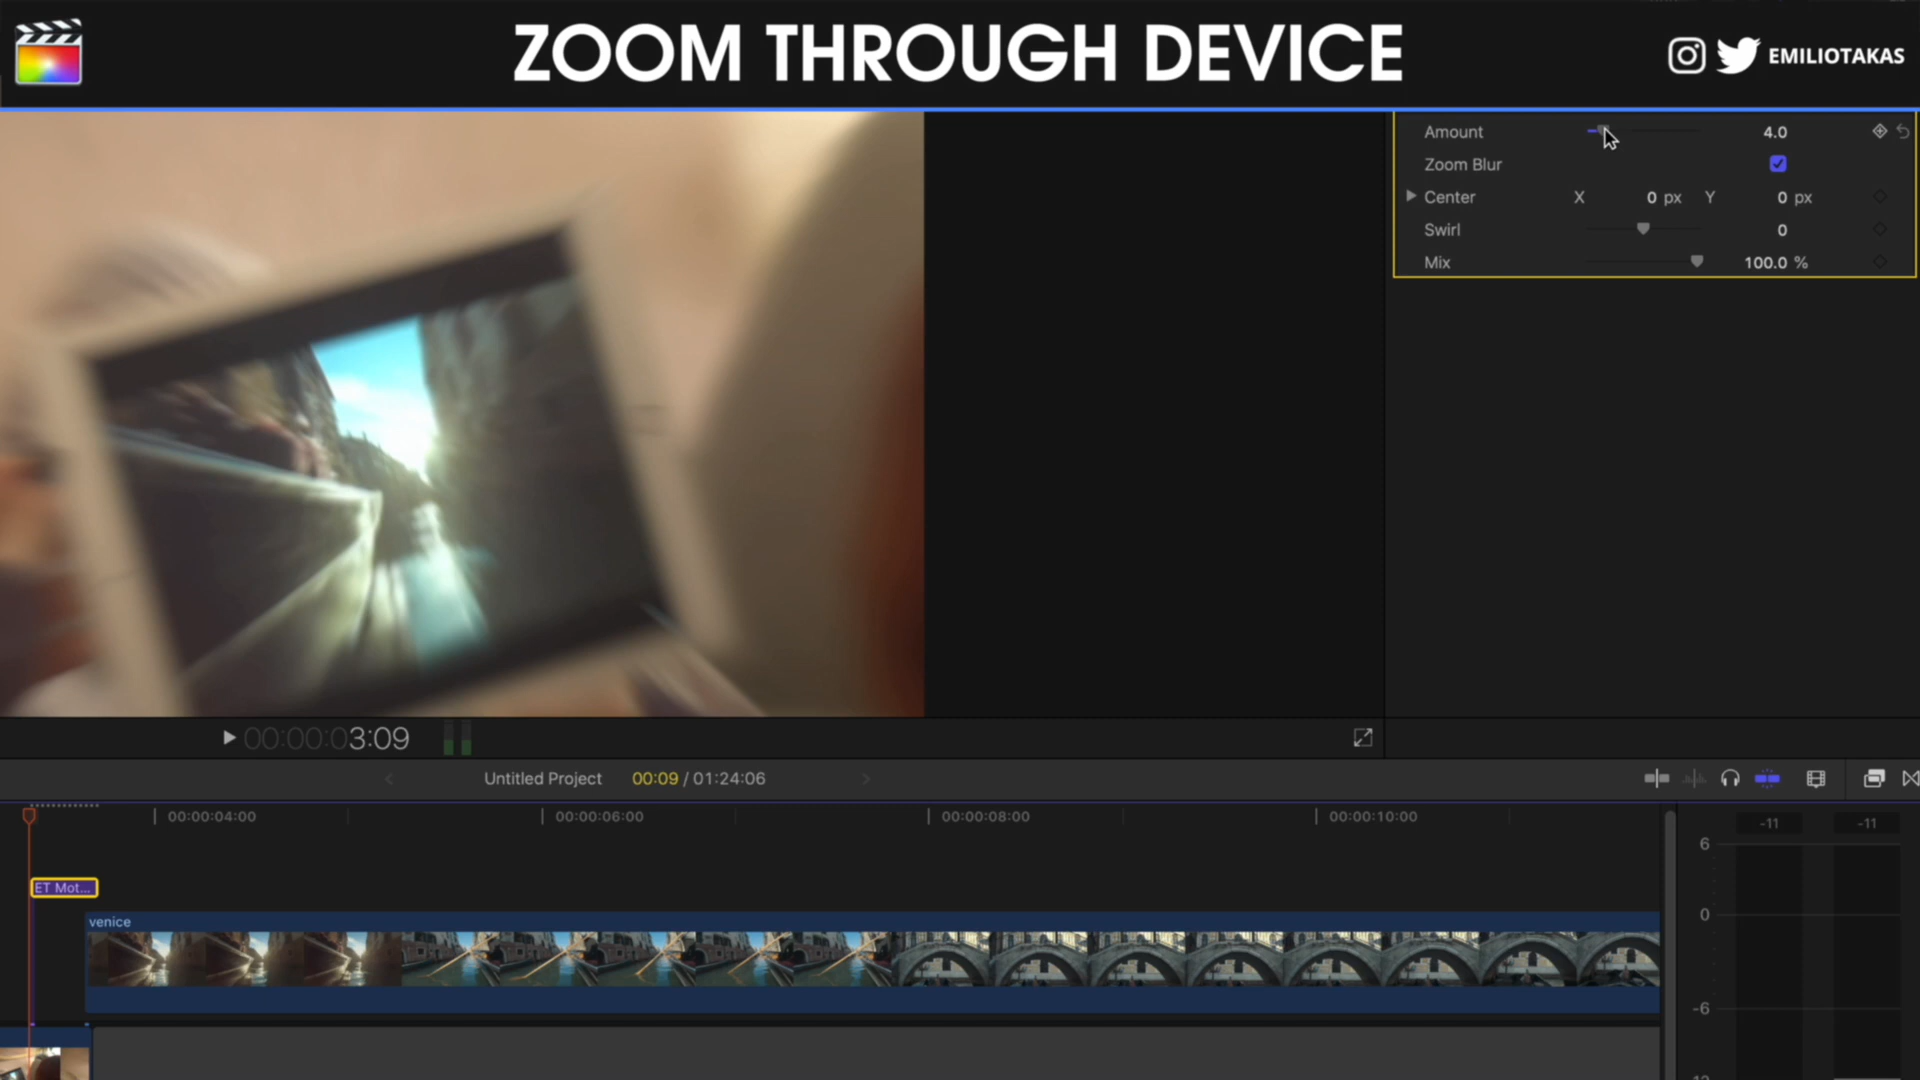 ZOOM THROUGH DEVICE
EMILIOTAKAS
Amount 4.0
Zoom Blur
Center X 0 px Y 0 px
Swirl 0
Mix 100.0 %
00:00:03:09
Untitled Project 00:09 / 01:24:06
00:00:04:00 00:00:06:00 00:00:08:00 00:00:10:00
-11 -11
6
ET Mot...
0
venice
-6